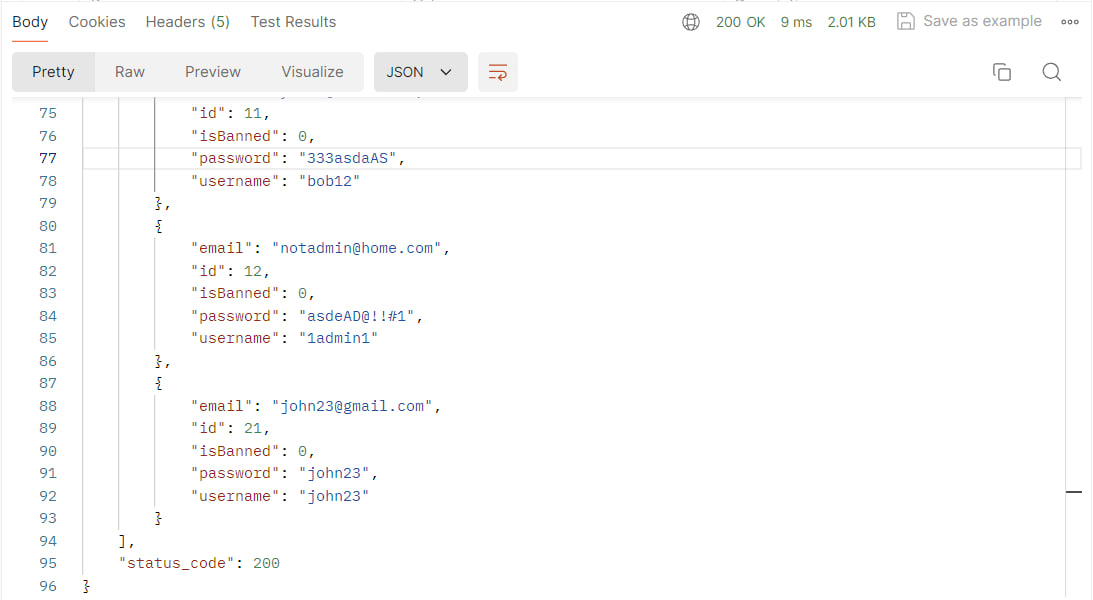 Body Cookies Headers (5) Test Results 200 OK 9 ms 2.01 KB Save as example
Pretty Raw Preview Visualize JSON
75 "id": 11,
76 "isBanned": 0,
77 "password": "333asdaAS",
78 "username": "bob12"
79 },
80 {
81 "email": "notadmin@home.com",
82 "id": 12,
83 "isBanned": 0,
84 "password": "asdeAD@!!#1",
85 "username": "1admin1"
86 },
87 {
88 "email": "john23@gmail.com",
89 "id": 21,
90 "isBanned": 0,
91 "password": "john23",
92 "username": "john23"
93 }
94 ],
95 "status_code": 200
96 }